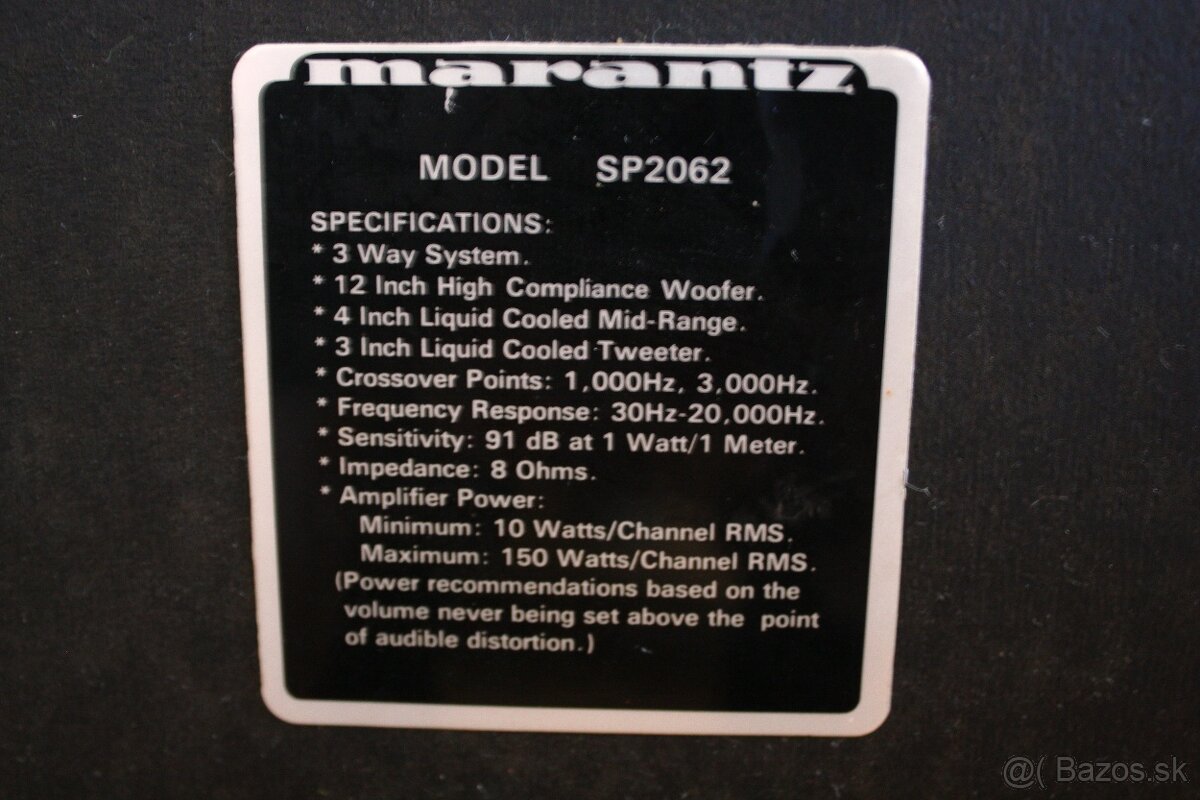 marantz
MODEL SP2062
SPECIFICATIONS:
* 3 Way System.
* 12 Inch High Compliance Woofer.
* 4 Inch Liquid Cooled Mid-Range.
* 3 Inch Liquid Cooled Tweeter.
* Crossover Points: 1,000Hz, 3,000Hz.
* Frequency Response: 30Hz-20,000Hz.
* Sensitivity: 91 dB at 1 Watt/1 Meter.
* Impedance: 8 Ohms.
* Amplifier Power:
Minimum: 10 Watts/Channel RMS.
Maximum: 150 Watts/Channel RMS.
(Power recommendations based on the
volume never being set above the point
of audible distortion.)
@( Bazos.sk